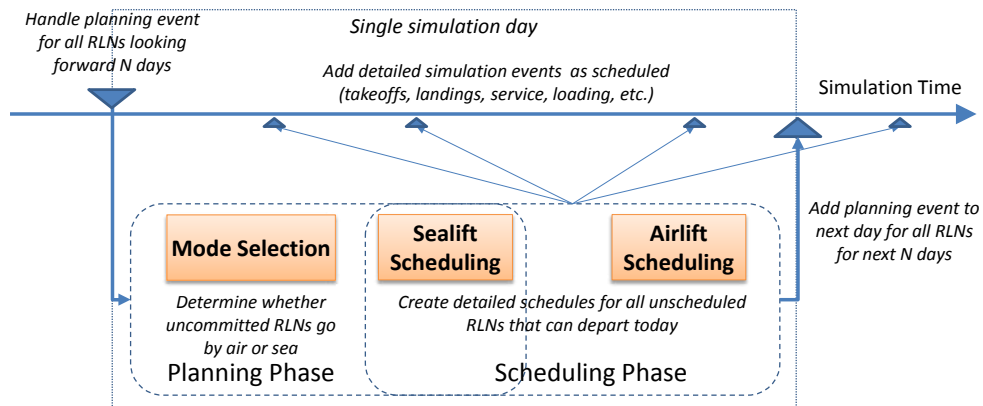 Handle planning event
for all RLNs looking
forward N days
Single simulation day
Add detailed simulation events as scheduled
(takeoffs, landings, service, loading, etc.)
Simulation Time
Mode Selection
Sealift
Scheduling
Airlift
Scheduling
Determine whether
uncommitted RLNs go
by air or sea
Create detailed schedules for all unscheduled
RLNs that can depart today
Add planning event to
next day for all RLNs
for next N days
Planning Phase
Scheduling Phase